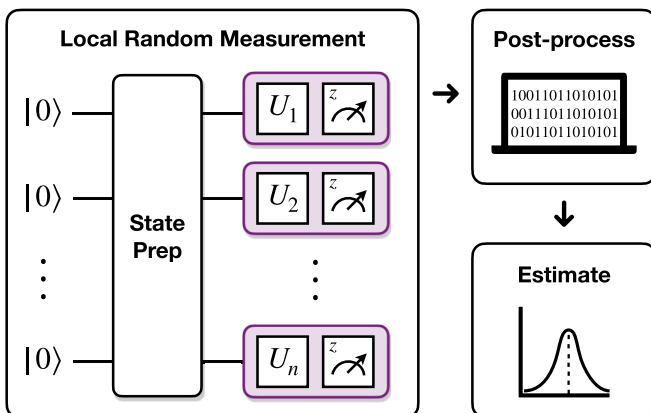 Local Random Measurement
|0⟩
U₁
z
|0⟩
U₂
z
State
Prep
⋮
⋮
|0⟩
Uₙ
z
Post-process
10011011010101
00111011010101
01011011010101
Estimate